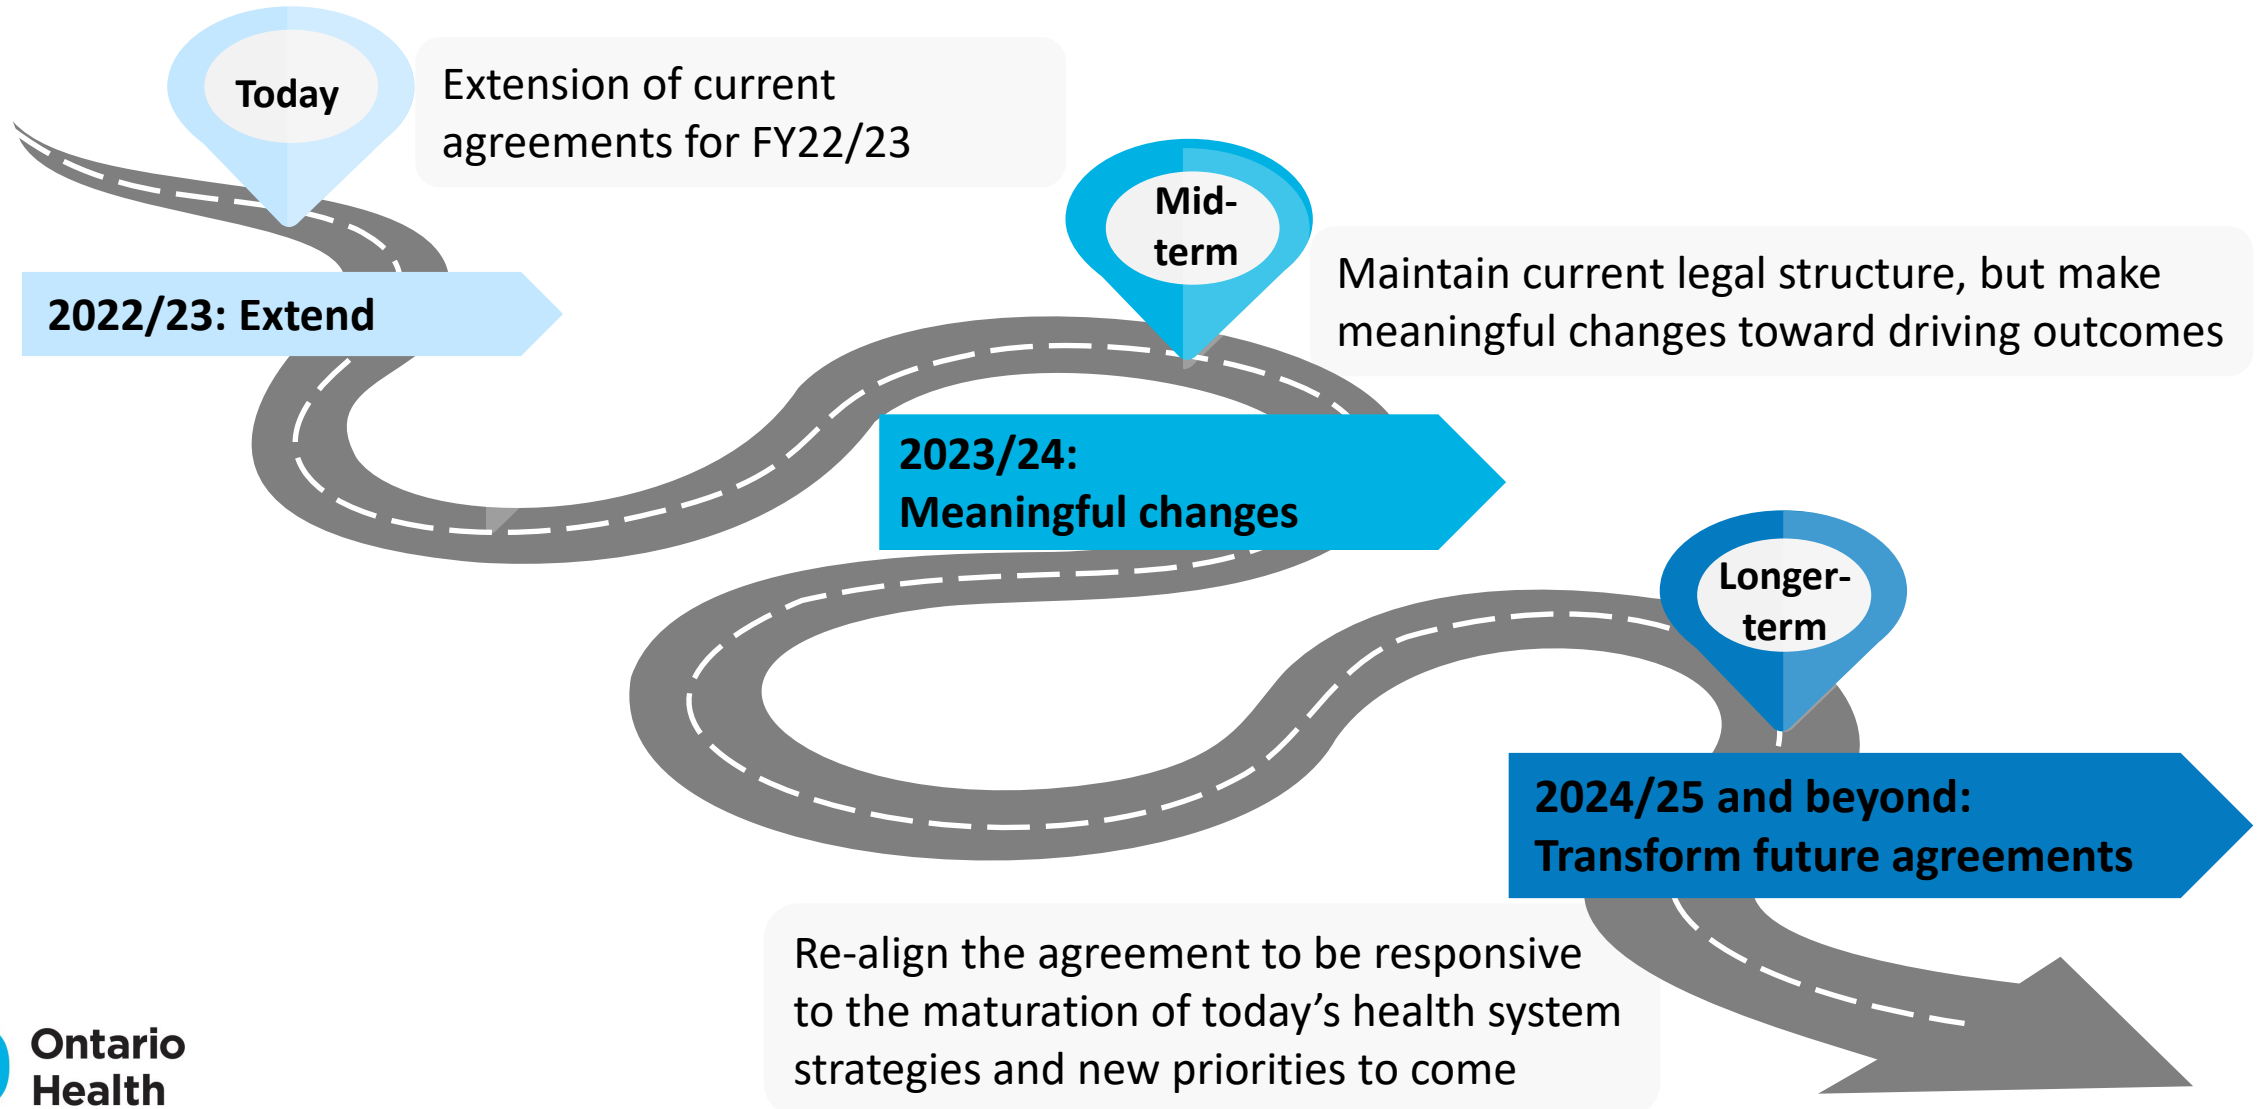 Today
Extension of current
agreements for FY22/23
2022/23: Extend
Mid-
term
Maintain current legal structure, but make
meaningful changes toward driving outcomes
2023/24:
Meaningful changes
Longer-
term
2024/25 and beyond:
Transform future agreements
Re-align the agreement to be responsive
to the maturation of today’s health system
strategies and new priorities to come
Ontario
Health